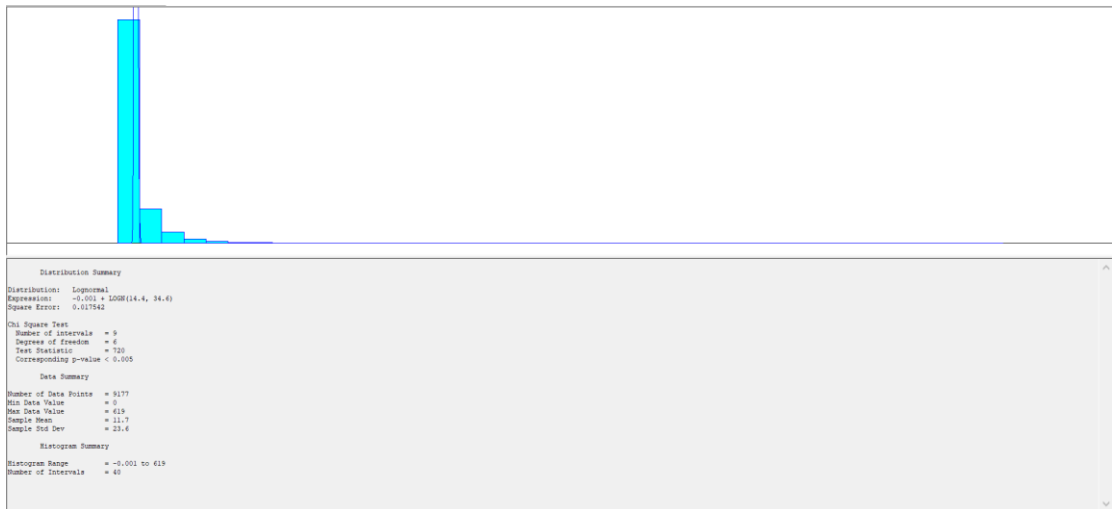 Distribution Summary
Distribution: Lognormal
Expression: -0.001 + LOGN(14.4, 34.6)
Square Error: 0.017542
Chi Square Test
Number of intervals = 9
Degrees of freedom = 6
Test Statistic = 720
Corresponding p-value < 0.005
Data Summary
Number of Data Points = 9177
Min Data Value = 0
Max Data Value = 619
Sample Mean = 11.7
Sample Std Dev = 23.6
Histogram Summary
Histogram Range = -0.001 to 619
Number of Intervals = 40